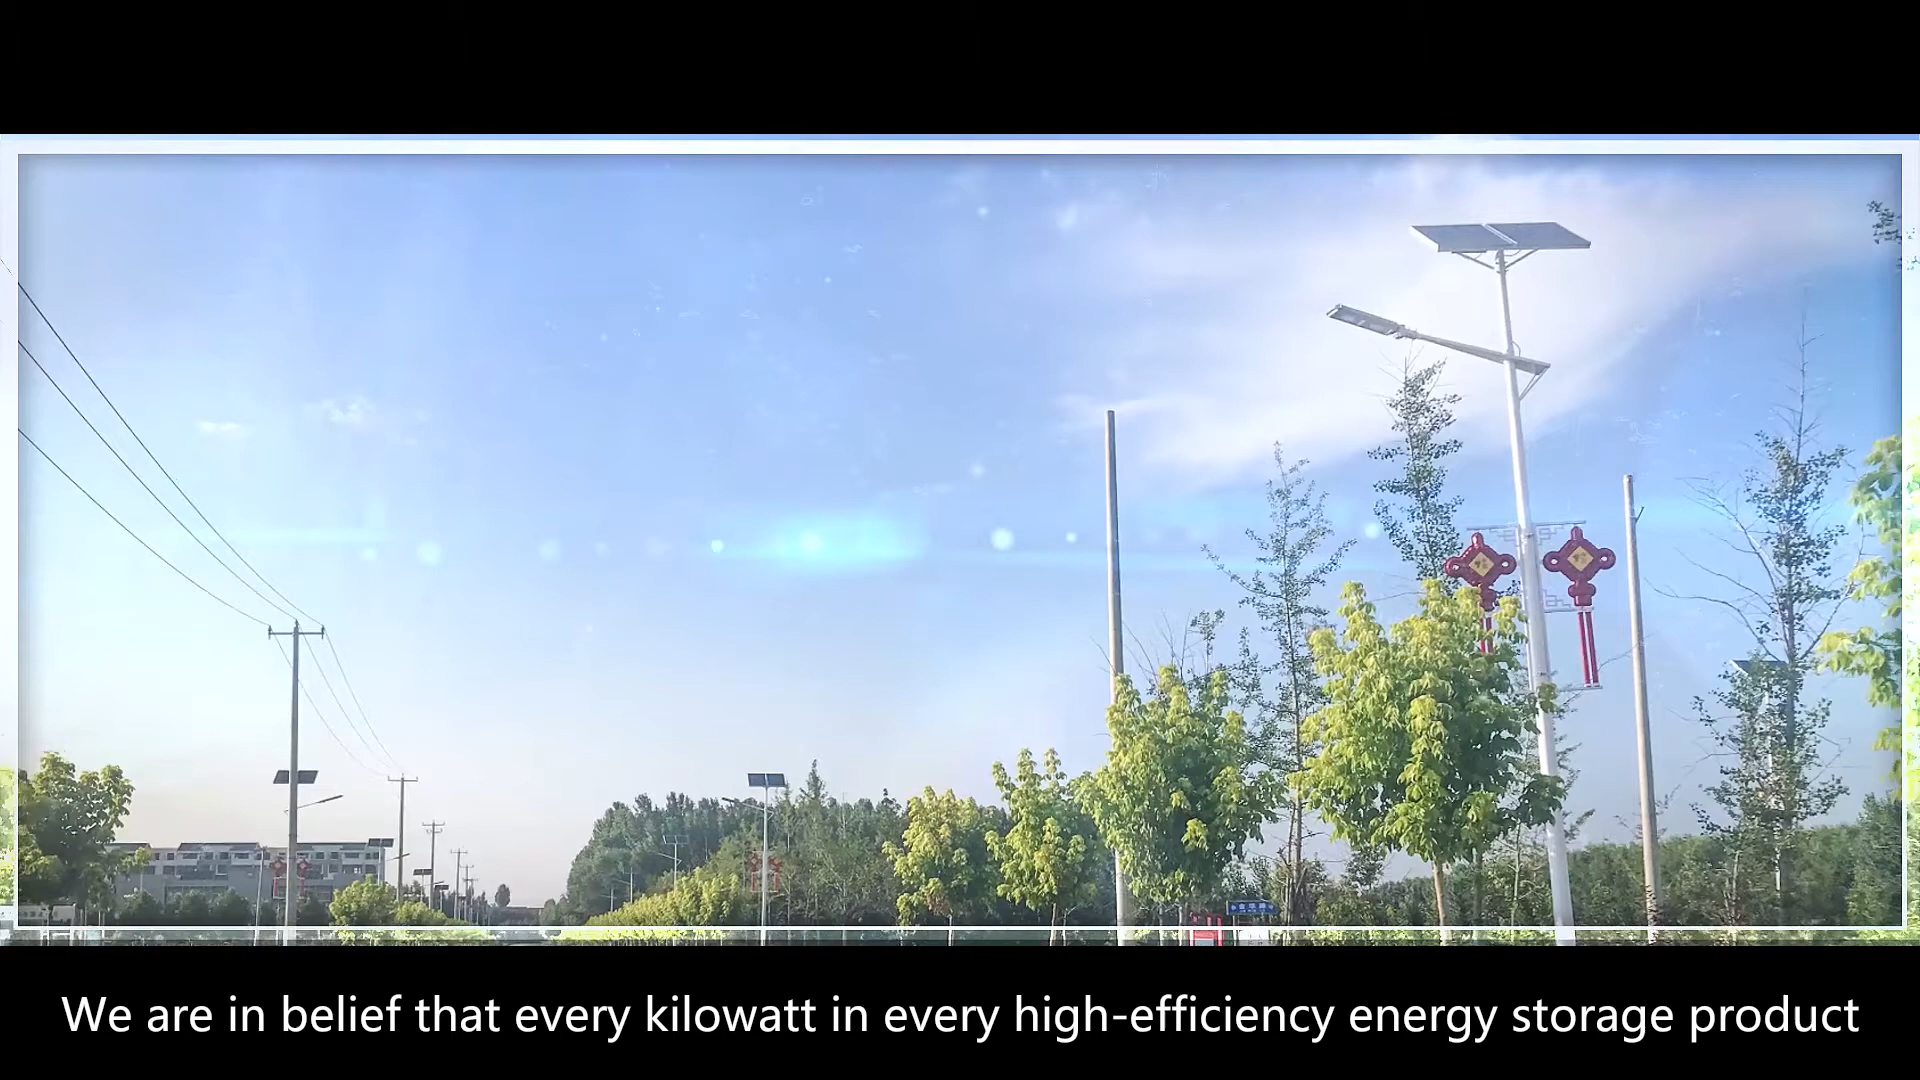 We are in belief that every kilowatt in every high-efficiency energy storage product